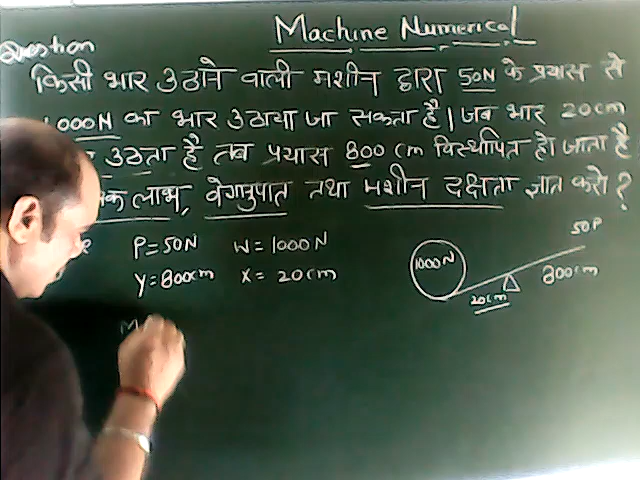 Machine Numerical
Question
किसी भार उठाने वाली मशीन द्वारा 50N के प्रयास से
1000N का भार उठाया जा सकता है। जब भार 20cm
उठता है तब प्रयास 800 cm विस्थापित हो जाता है
लाभ, वेगानुपात तथा मशीन दक्षता ज्ञात करो?
P=50N W=1000N
Y=800cm X=20cm
M
50P
1000N
20cm
800cm